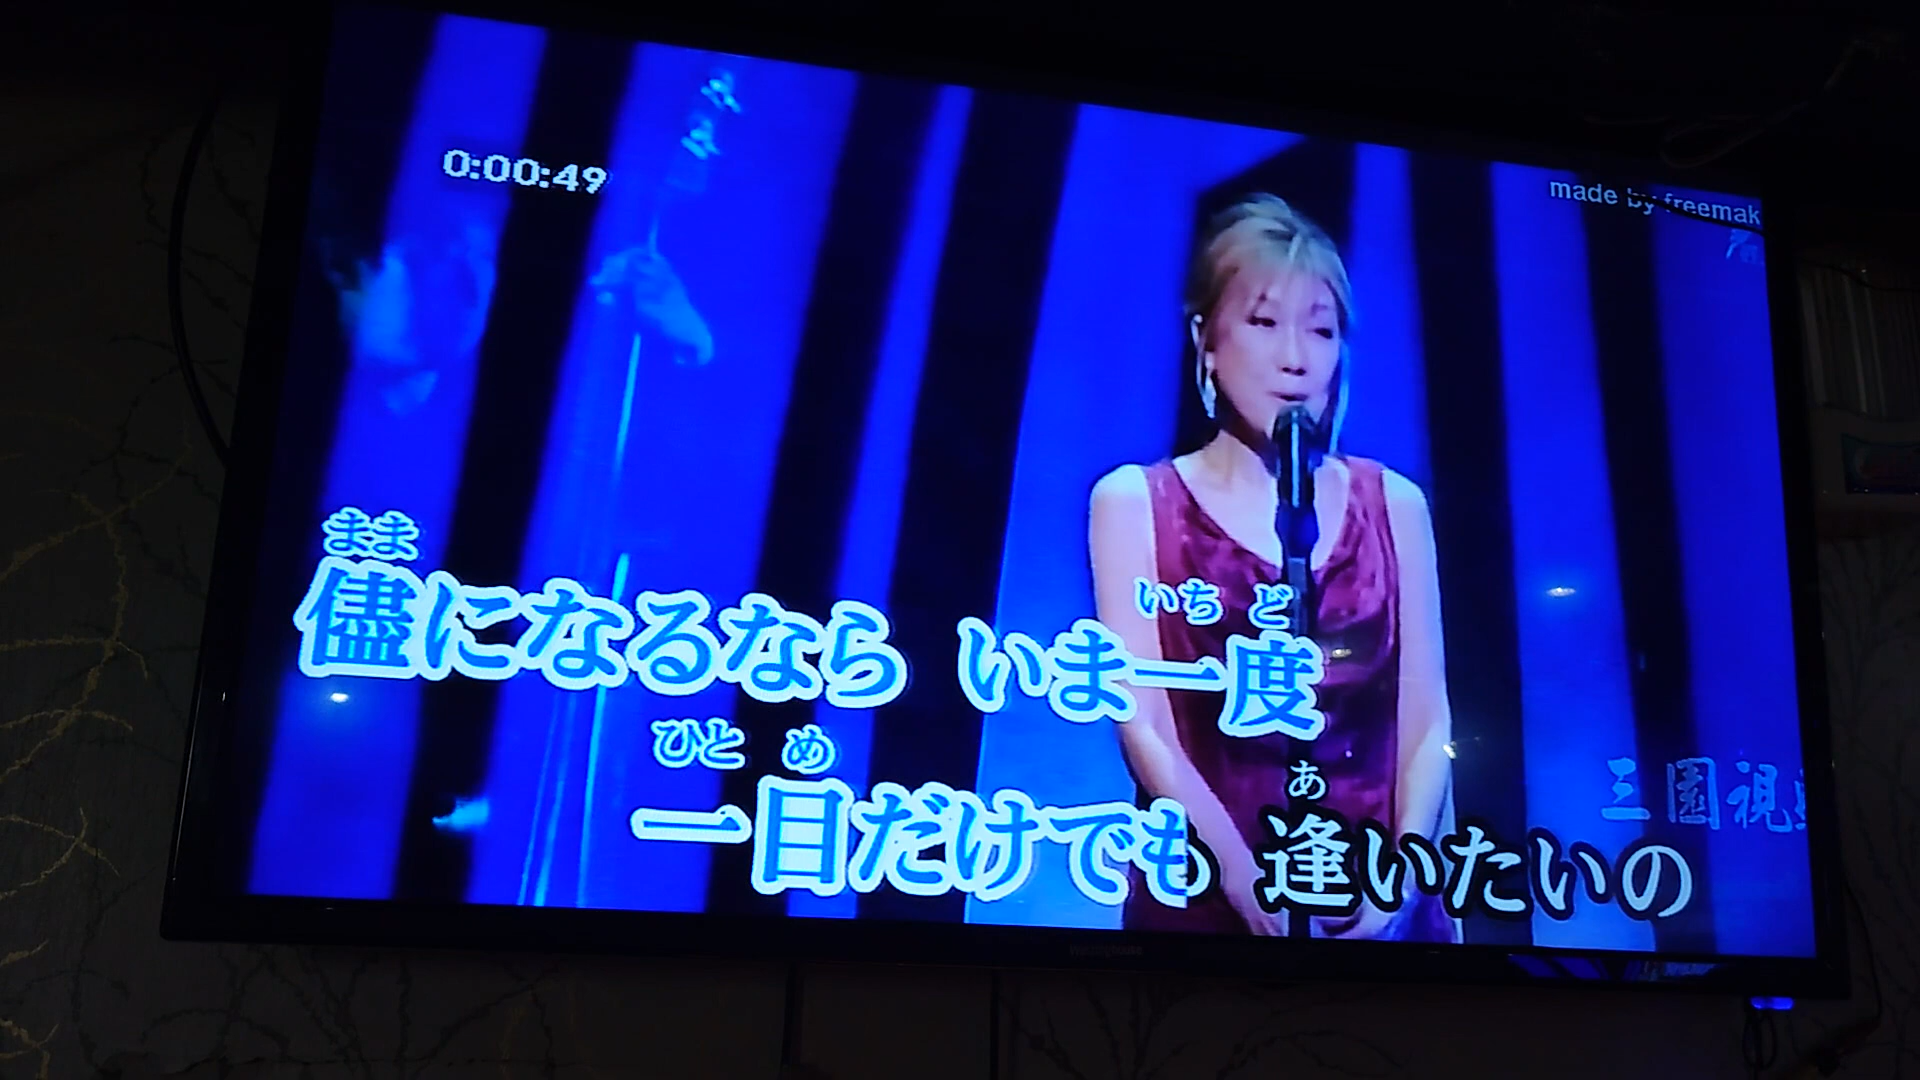 0:00:49
made by freemak
まま
儘になるなら いま一度
いち ど
ひと め
一目だけでも 逢いたいの
あ
三園視